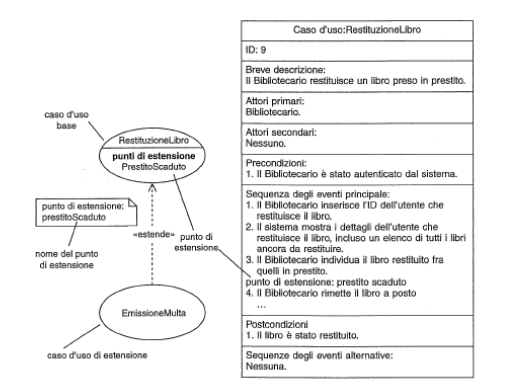 caso d'uso
base
RestituzioneLibro
punti di estensione
PrestitoScaduto
punto di estensione:
prestitoScaduto
nome del punto
di estensione
«estende»
punto di
estensione
EmissioneMulta
caso d'uso di estensione
Caso d'uso:RestituzioneLibro
ID: 9
Breve descrizione:
Il Bibliotecario restituisce un libro preso in prestito.
Attori primari:
Bibliotecario.
Attori secondari:
Nessuno.
Precondizioni:
1. Il Bibliotecario è stato autenticato dal sistema.
Sequenza degli eventi principale:
1. Il Bibliotecario inserisce l'ID dell'utente che
restituisce il libro.
2. Il sistema mostra i dettagli dell'utente che
restituisce il libro, incluso un elenco di tutti i libri
ancora da restituire.
3. Il Bibliotecario individua il libro restituito fra
quelli in prestito.
punto di estensione: prestito scaduto
4. Il Bibliotecario rimette il libro a posto
...
Postcondizioni
1. Il libro è stato restituito.
Sequenze degli eventi alternative:
Nessuna.